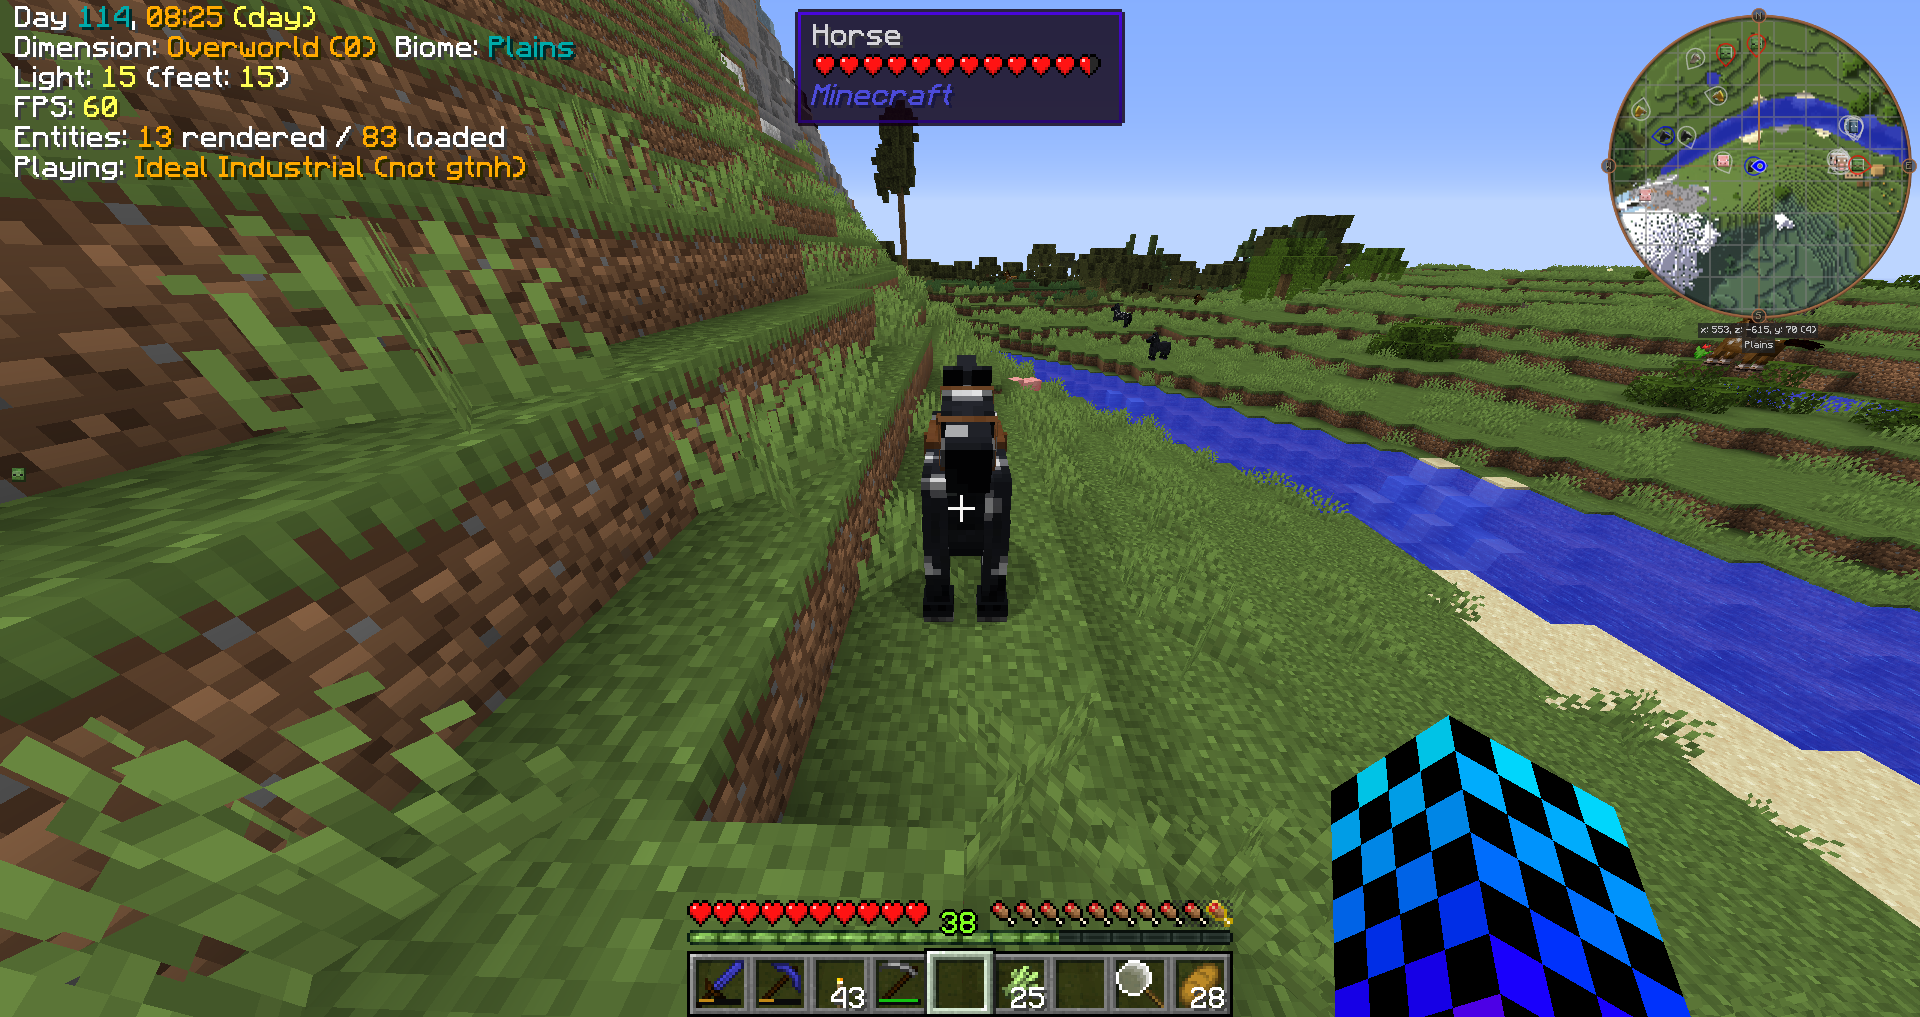 Day 114, 08:25 (day)
Dimension: Overworld (0) Biome: Plains
Light: 15 (feet: 15)
FPS: 60
Entities: 13 rendered / 83 loaded
Playing: Ideal Industrial (not gtnh)
Horse
Minecraft
N
E
S
x: 553, z: -615, y: 70 (4)
Plains
38
43
25
28